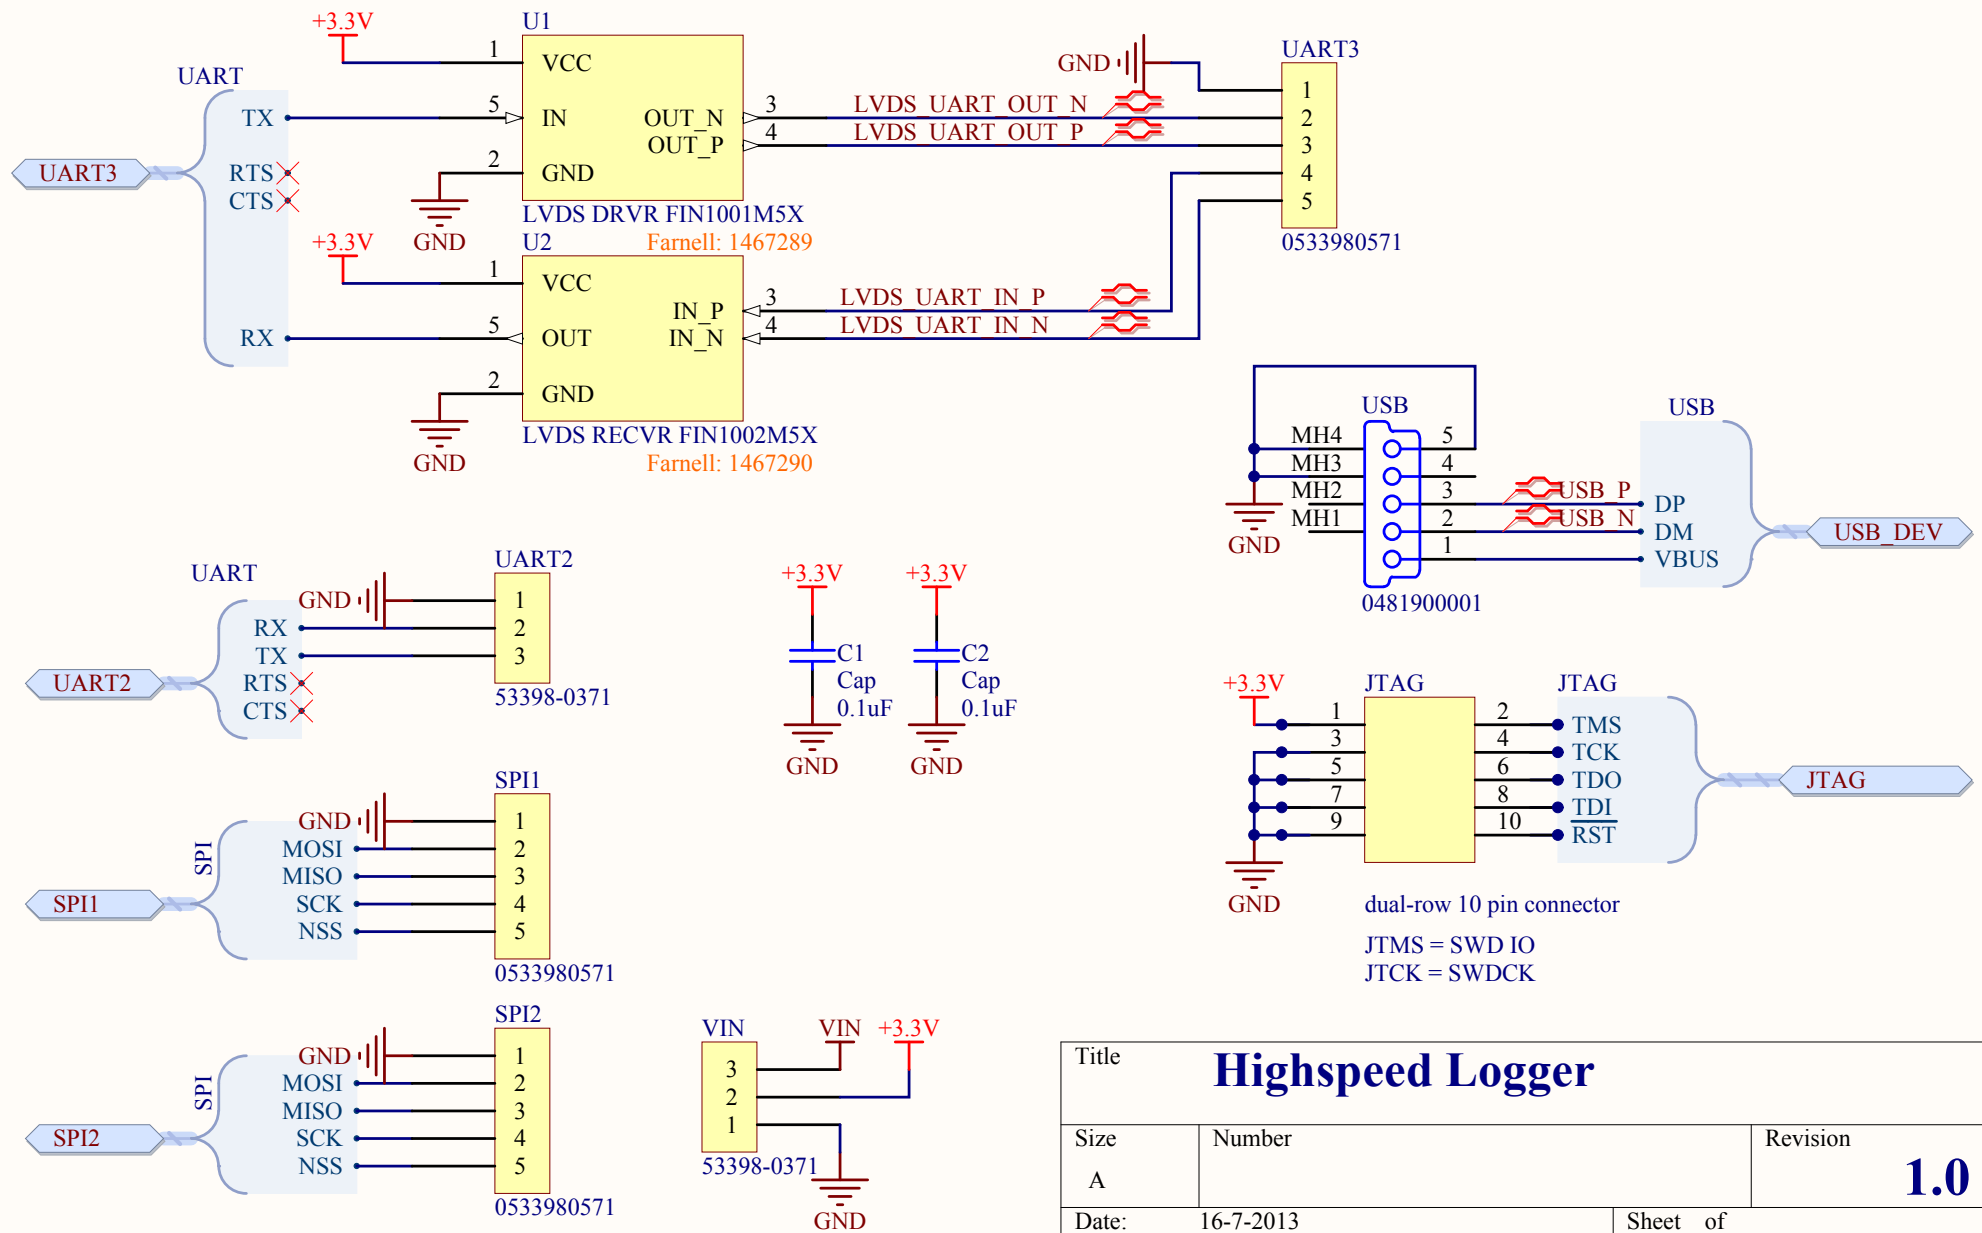 +3.3V
U1
1
VCC
UART
TX
5
IN
OUT_N
3
LVDS_UART_OUT_N
OUT_P
4
LVDS_UART_OUT_P
UART3
RTS
CTS
2
GND
GND
LVDS DRVR FIN1001M5X
Farnell: 1467289
GND
UART3
1
2
3
4
5
0533980571
+3.3V
U2
1
VCC
IN_P
3
LVDS_UART_IN_P
RX
5
OUT
IN_N
4
LVDS_UART_IN_N
2
GND
GND
LVDS RECVR FIN1002M5X
Farnell: 1467290
USB
MH4
5
MH3
4
MH2
3
MH1
2
1
GND
0481900001
USB
USB_P
DP
USB_N
DM
VBUS
USB_DEV
UART
UART2
GND
1
RX
2
TX
3
RTS
CTS
UART2
53398-0371
+3.3V
C1
Cap
0.1uF
GND
+3.3V
C2
Cap
0.1uF
GND
+3.3V
JTAG
JTAG
1
2
TMS
3
4
TCK
5
6
TDO
7
8
TDI
9
10
RST
JTAG
GND
dual-row 10 pin connector
JTMS = SWD IO
JTCK = SWDCK
SPI1
SPI
GND
1
MOSI
2
MISO
3
SCK
4
NSS
5
SPI1
0533980571
SPI2
SPI
GND
1
MOSI
2
MISO
3
SCK
4
NSS
5
SPI2
0533980571
VIN
VIN
+3.3V
3
2
1
53398-0371
GND
Title
Highspeed Logger
Size
Number
Revision
A
1.0
Date:
16-7-2013
Sheet of